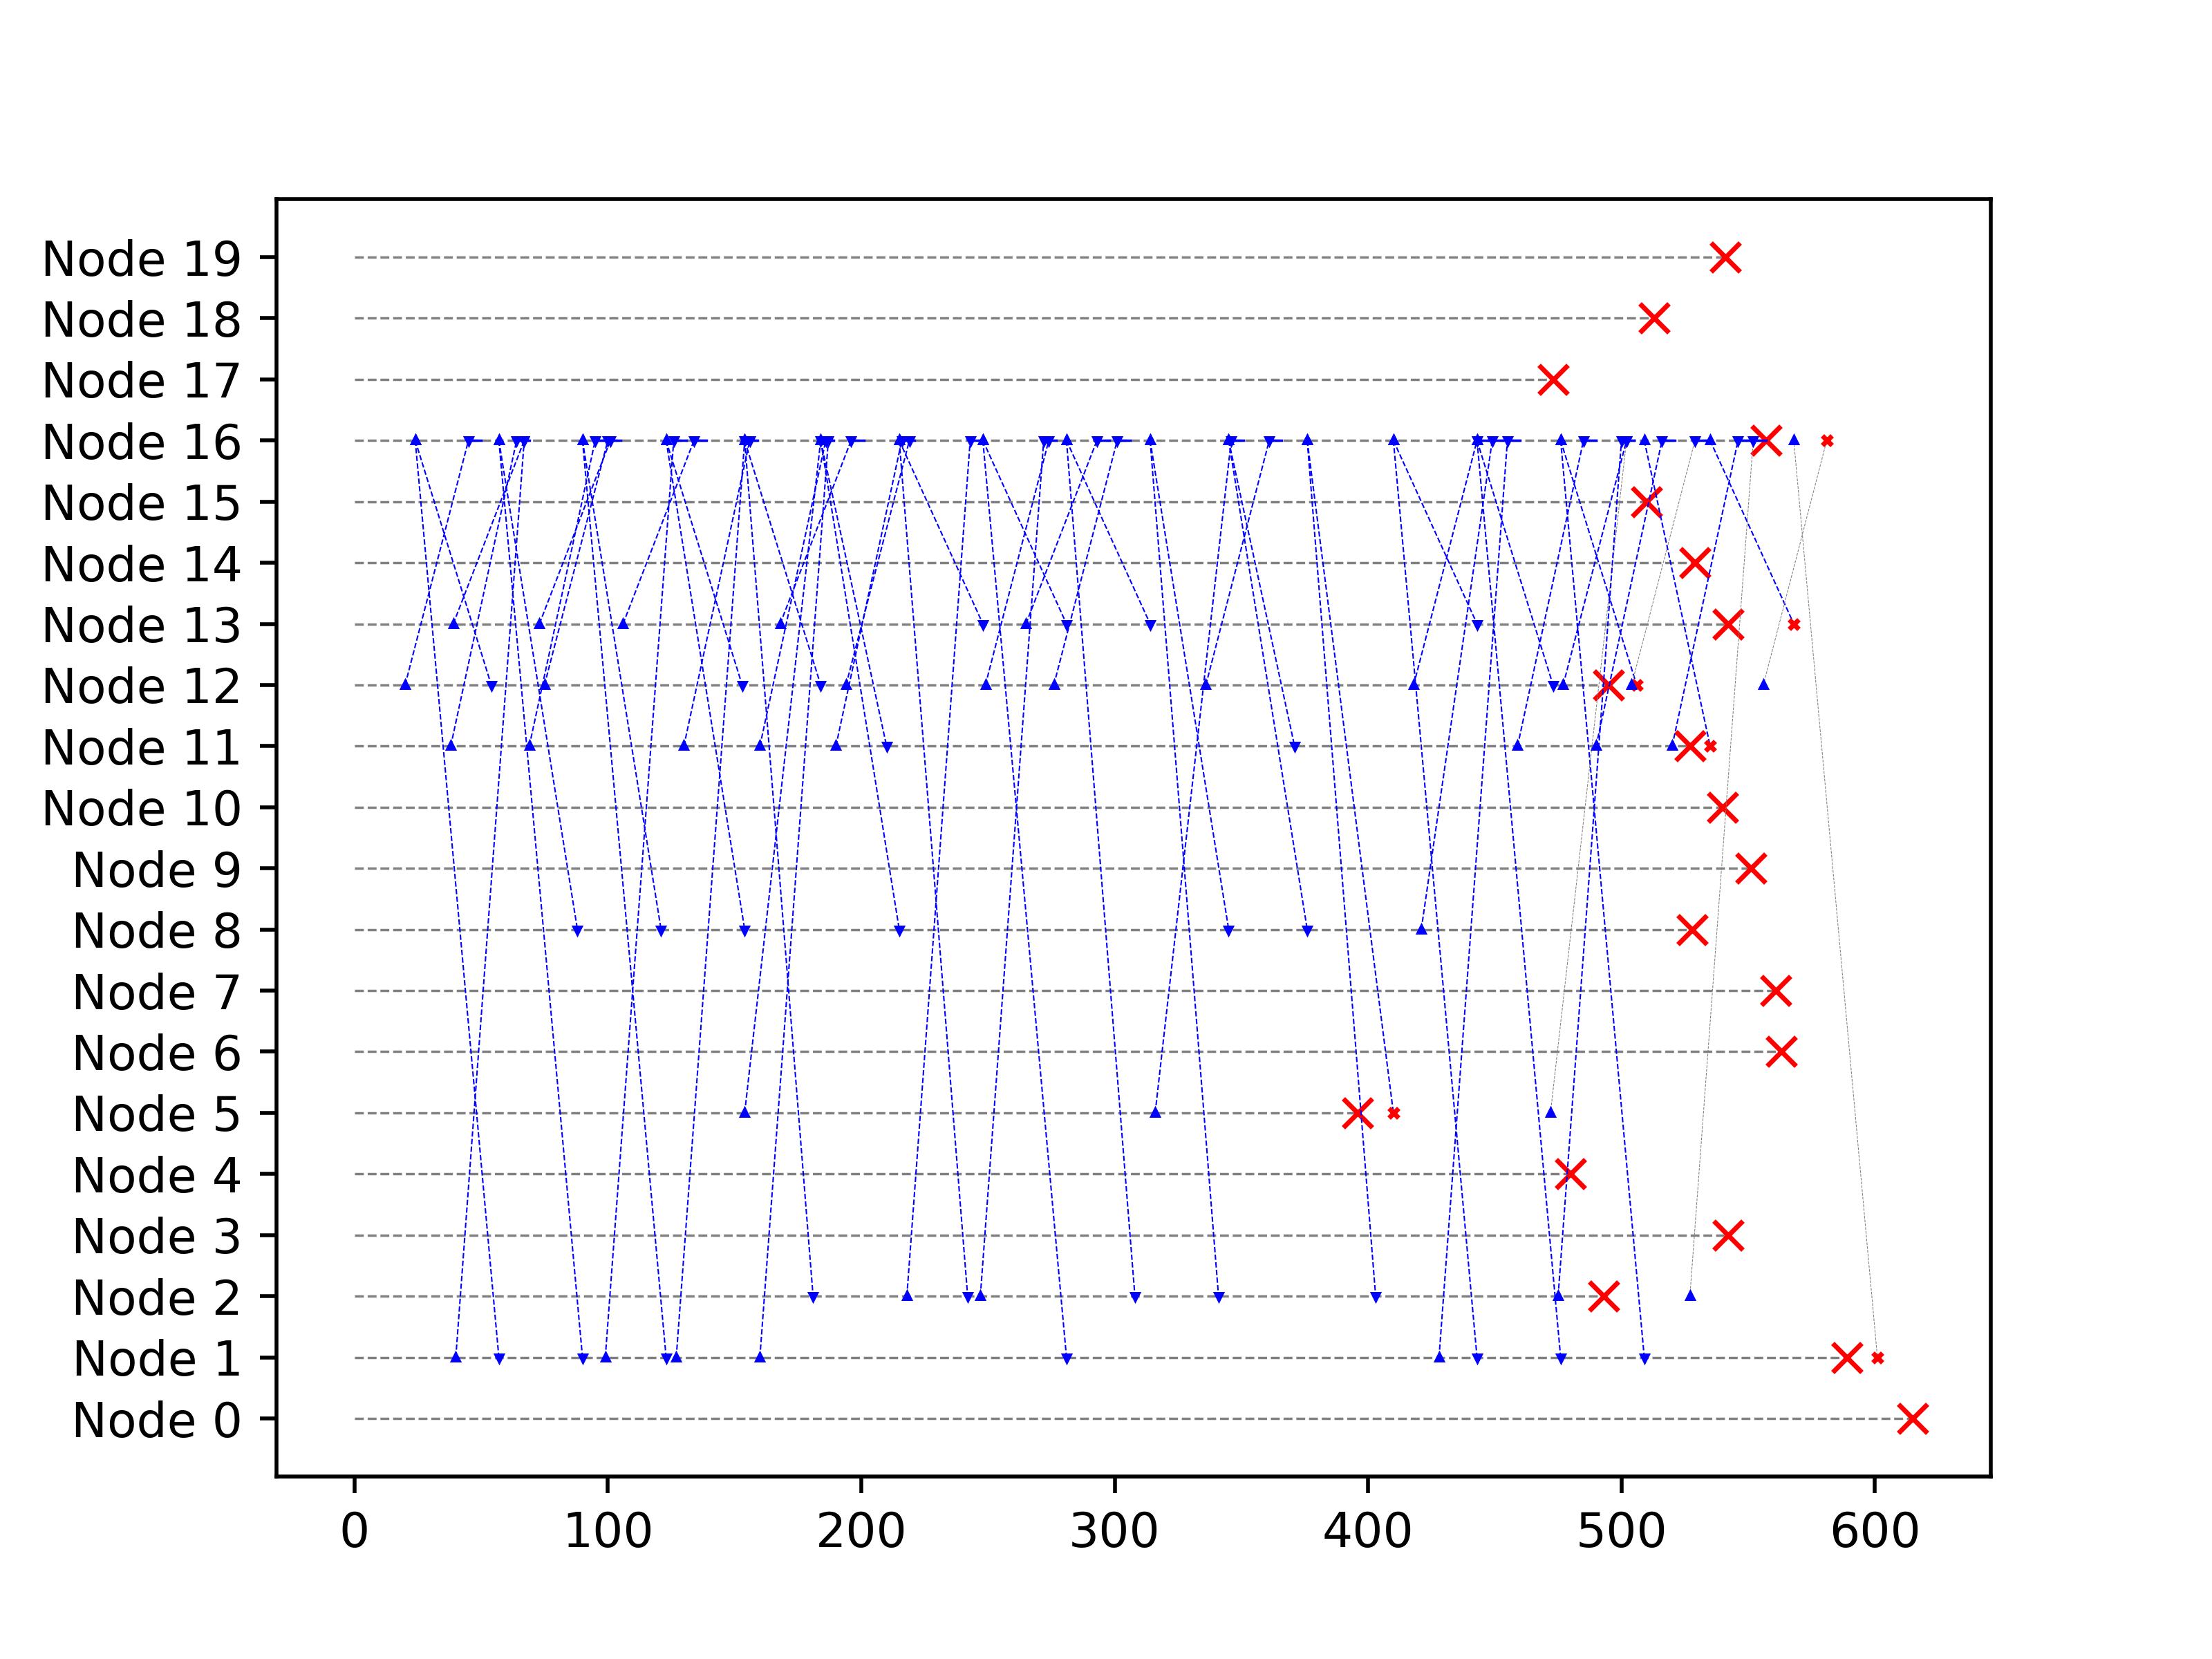 Node 19
Node 18
Node 17
Node 16
Node 15
Node 14
Node 13
Node 12
Node 11
Node 10
Node 9
Node 8
Node 7
Node 6
Node 5
Node 4
Node 3
Node 2
Node 1
Node 0
0 100 200 300 400 500 600